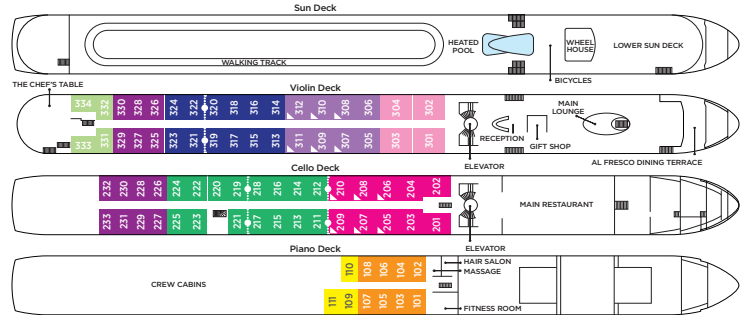 Sun Deck
HEATED
POOL
WHEEL
HOUSE
LOWER SUN DECK
WALKING TRACK
BICYCLES
THE CHEF'S TABLE
Violin Deck
334 332 330 328 326 324 322 320 318 316 314 312 310 308 306 304 302
MAIN
LOUNGE
RECEPTION
GIFT SHOP
333 331 329 327 325 323 321 319 317 315 313 311 309 307 305 303 301
ELEVATOR
AL FRESCO DINING TERRACE
Cello Deck
232 230 228 226 224 222 220 219 218 216 214 212 210 208 206 204 202
MAIN RESTAURANT
233 231 229 227 225 223 221 217 215 213 211 209 207 205 203 201
ELEVATOR
Piano Deck
HAIR SALON
MASSAGE
110 108 106 104 102
CREW CABINS
111 109 107 105 103 101
FITNESS ROOM